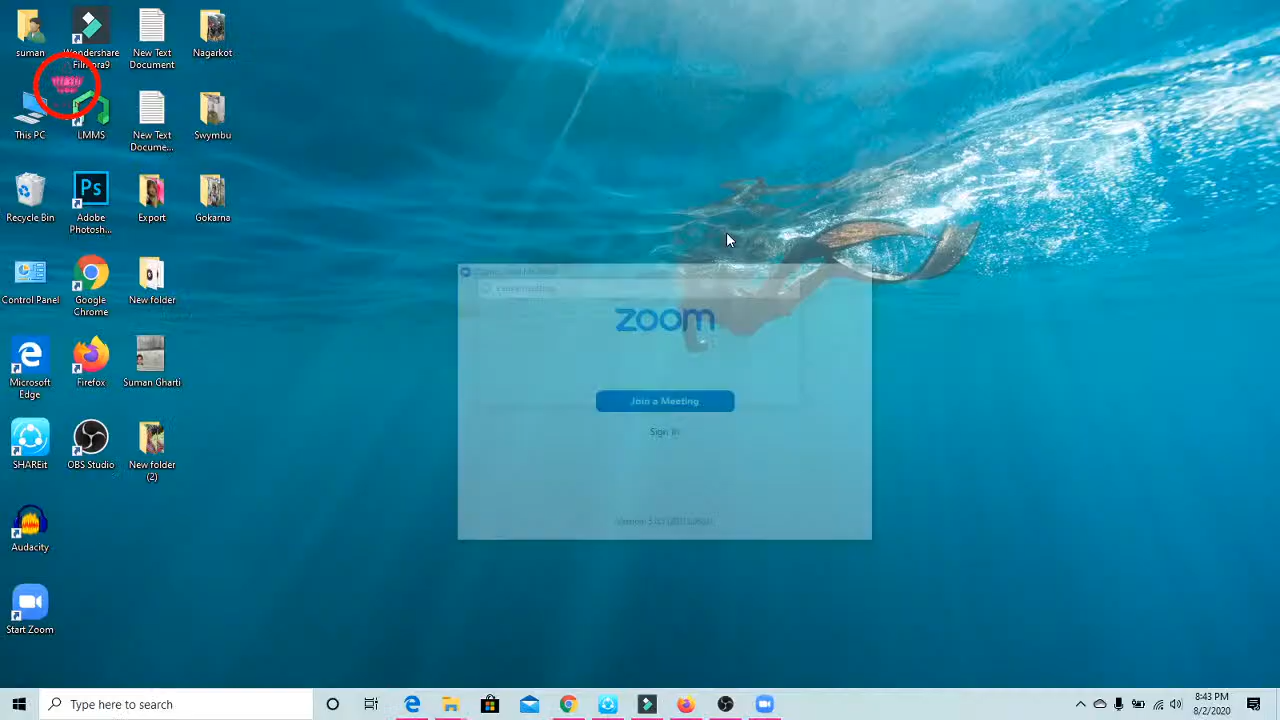 suman
Wondershare
Filmora9
New Text
Document
Nagarkot
This PC
LMMS
New Text
Docume...
Swymbu
Recycle Bin
Ps
Adobe
Photosh...
Export
Gokarna
Control Panel
Google
Chrome
New folder
Microsoft
Edge
Firefox
Suman Gharti
SHAREit
OBS Studio
New folder
(2)
Audacity
Start Zoom
zoom
Join a Meeting
Sign In
Type here to search
8:43 PM
8/2/2020